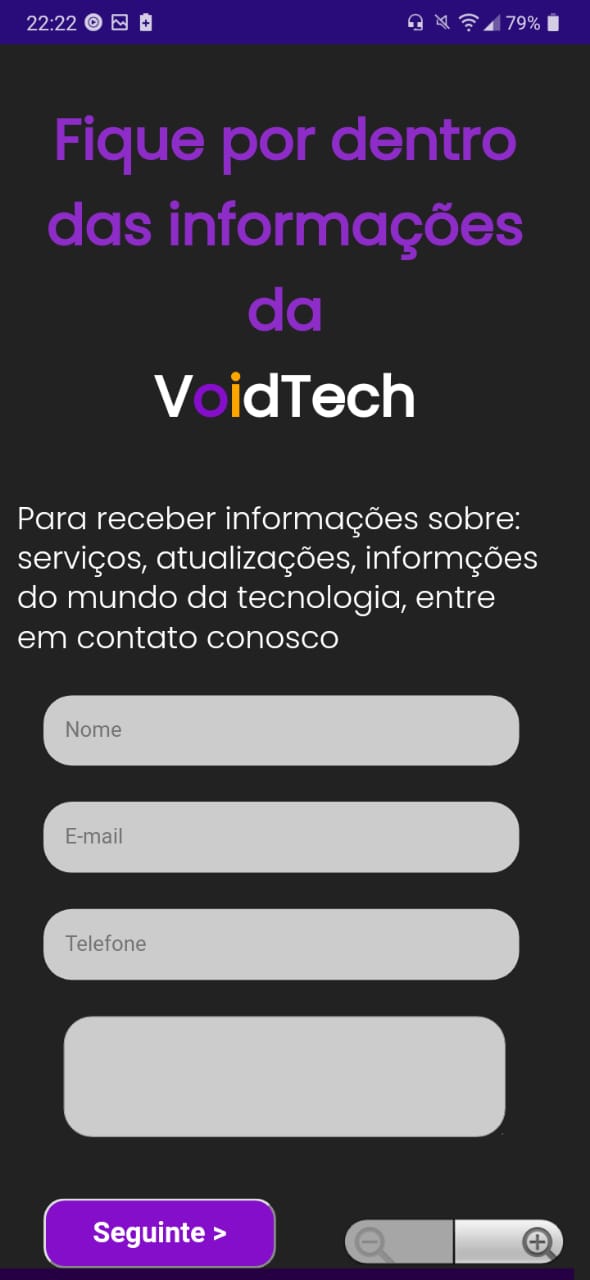 22:22 79%
Fique por dentro
das informações
da
VoidTech
Para receber informações sobre:
serviços, atualizações, informções
do mundo da tecnologia, entre
em contato conosco
Nome
E-mail
Telefone
Seguinte >